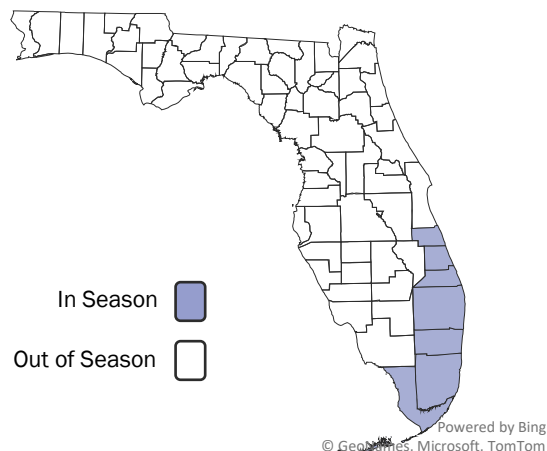 In Season
Out of Season
Powered by Bing
© GeoNames, Microsoft, TomTom